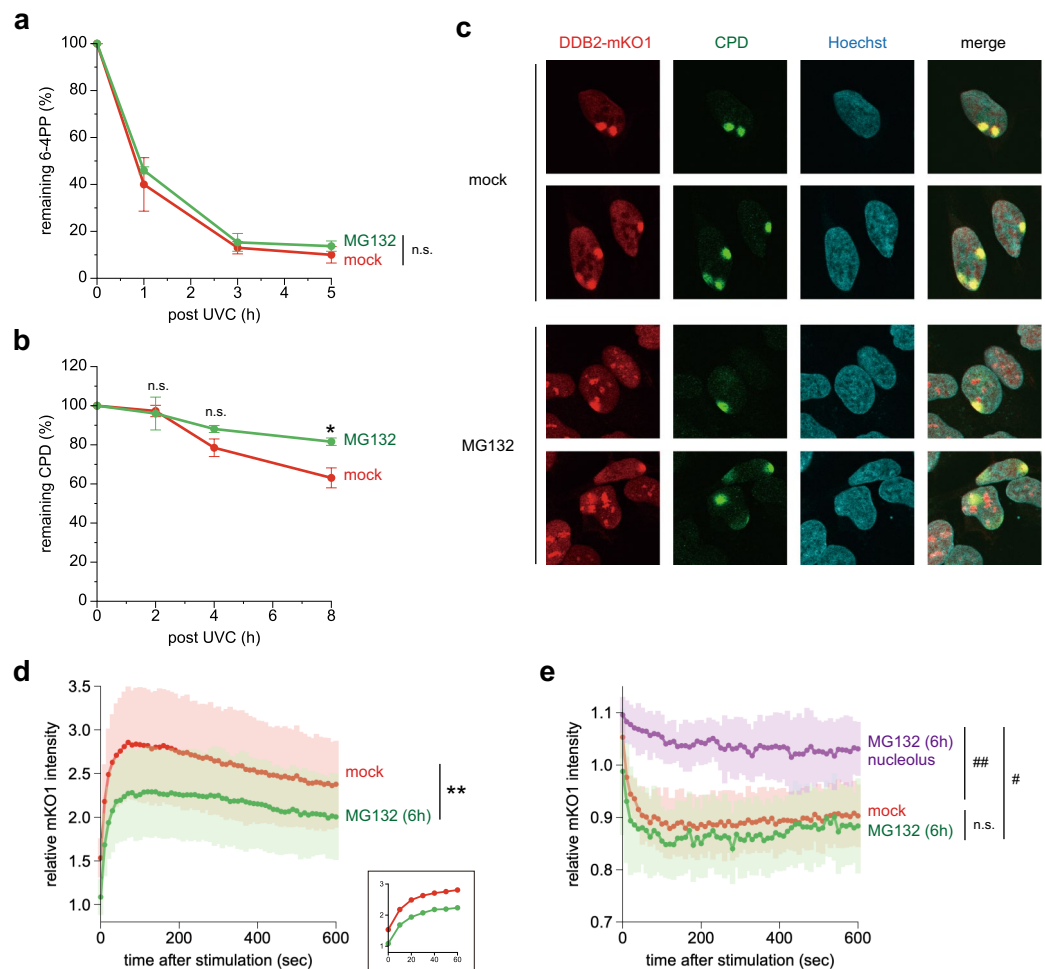 a
100
80
60
40
20
0
remaining 6-4PP (%)
0 1 2 3 4 5
post UVC (h)
MG132
mock
n.s.
b
120
100
80
60
40
20
0
remaining CPD (%)
0 2 4 6 8
post UVC (h)
n.s.
n.s.
*
MG132
mock
c
DDB2-mKO1 CPD Hoechst merge
mock
MG132
d
3.5
3.0
2.5
2.0
1.5
1.0
relative mKO1 intensity
0 200 400 600
time after stimulation (sec)
mock
MG132 (6h)
**
3
2
1
0 20 40 60
e
1.1
1.0
0.9
0.8
0.7
relative mKO1 intensity
0 200 400 600
time after stimulation (sec)
MG132 (6h)
nucleolus
mock
MG132 (6h)
##
n.s.
#